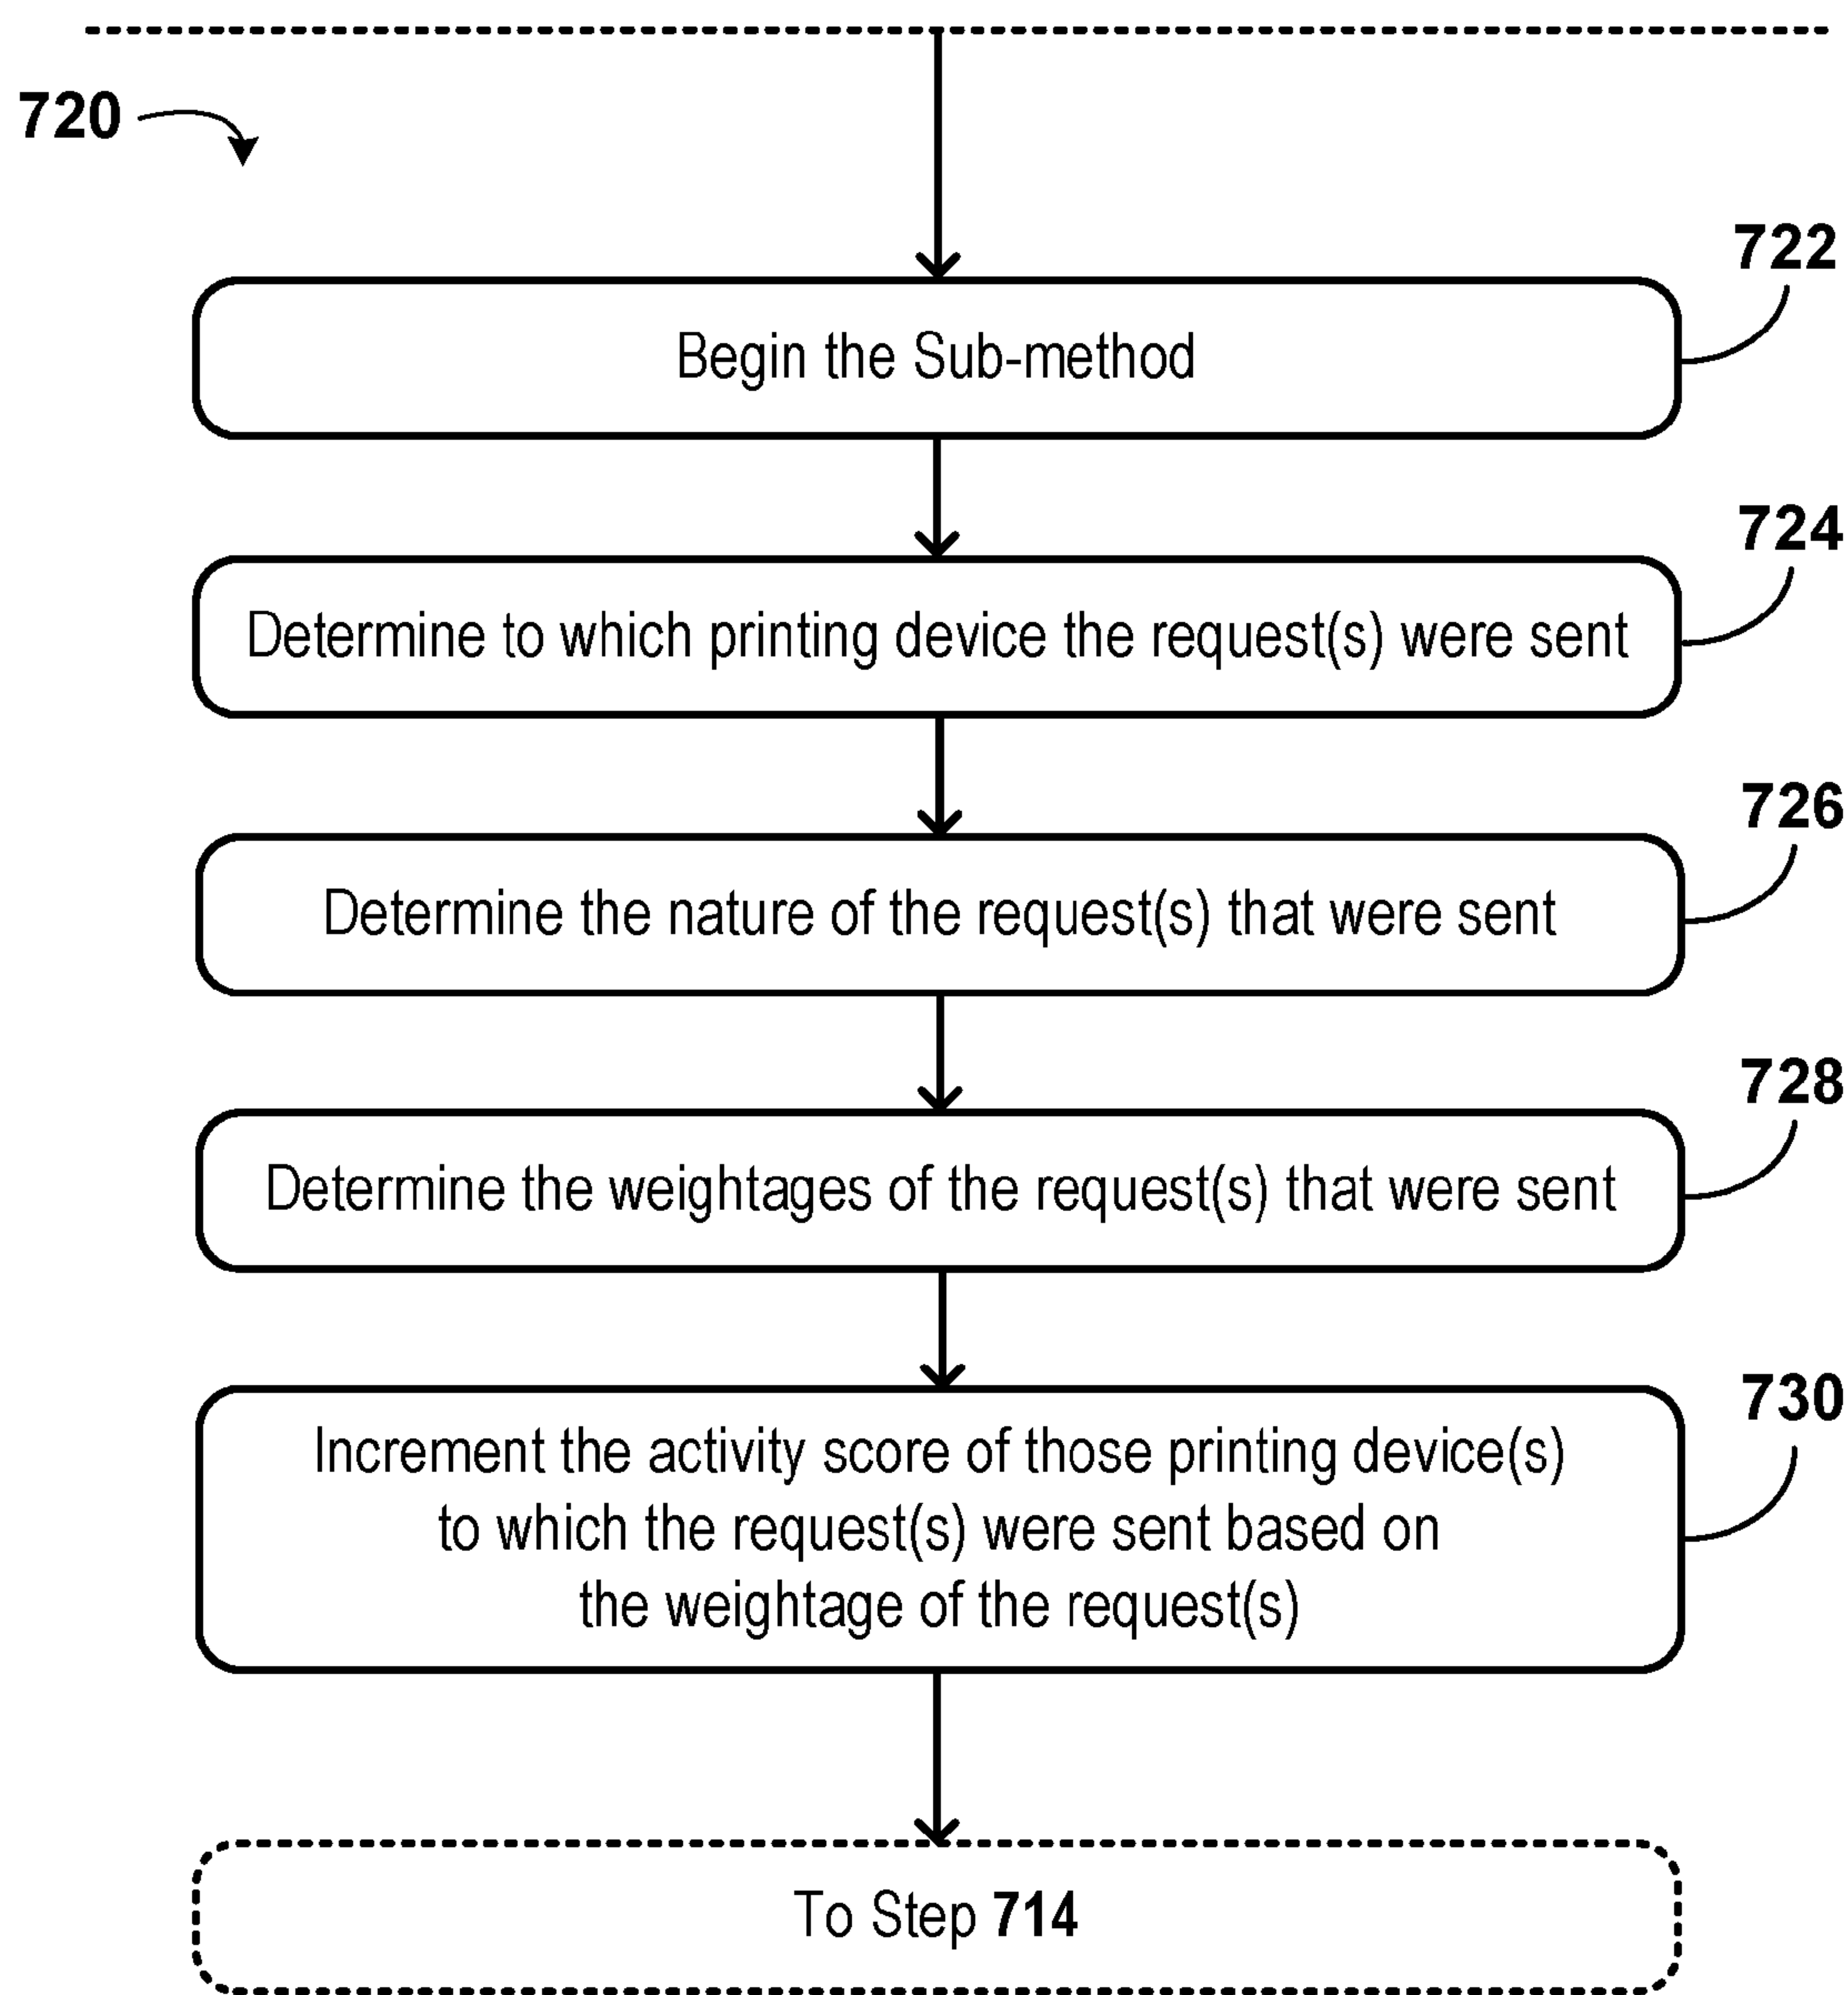 720
722
Begin the Sub-method
724
Determine to which printing device the request(s) were sent
726
Determine the nature of the request(s) that were sent
728
Determine the weightages of the request(s) that were sent
730
Increment the activity score of those printing device(s)
to which the request(s) were sent based on
the weightage of the request(s)
To Step 714